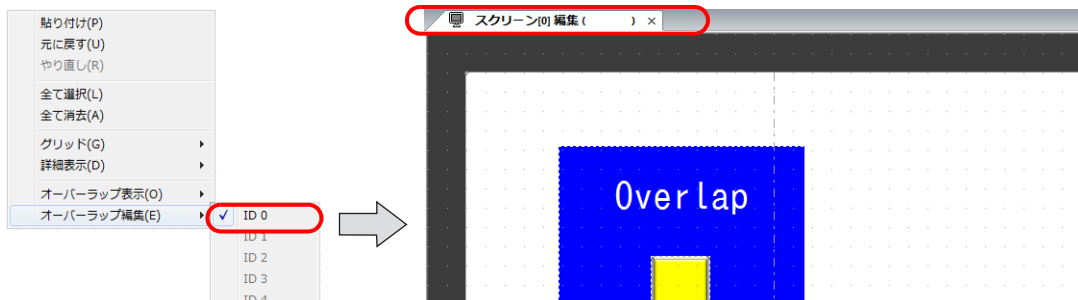 貼り付け(P)
元に戻す(U)
やり直し(R)
全て選択(L)
全て消去(A)
グリッド(G)
詳細表示(D)
オーバーラップ表示(O)
オーバーラップ編集(E)
✓ ID 0
ID 1
ID 2
ID 3
ID 4
スクリーン[0] 編集 ( ) ×
Overlap